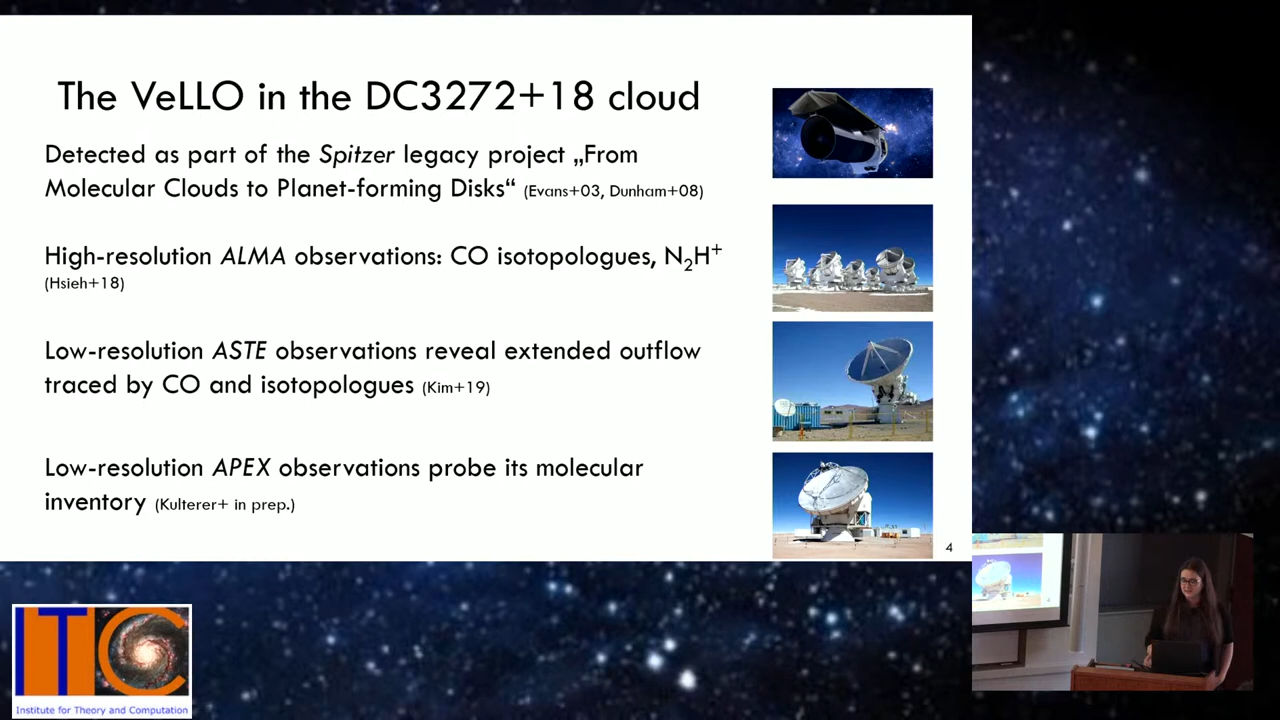 The VeLLO in the DC3272+18 cloud
Detected as part of the Spitzer legacy project „From
Molecular Clouds to Planet-forming Disks“ (Evans+03, Dunham+08)
High-resolution ALMA observations: CO isotopologues, N₂H⁺
(Hsieh+18)
Low-resolution ASTE observations reveal extended outflow
traced by CO and isotopologues (Kim+19)
Low-resolution APEX observations probe its molecular
inventory (Kulterer+ in prep.)
4
ITC
Institute for Theory and Computation